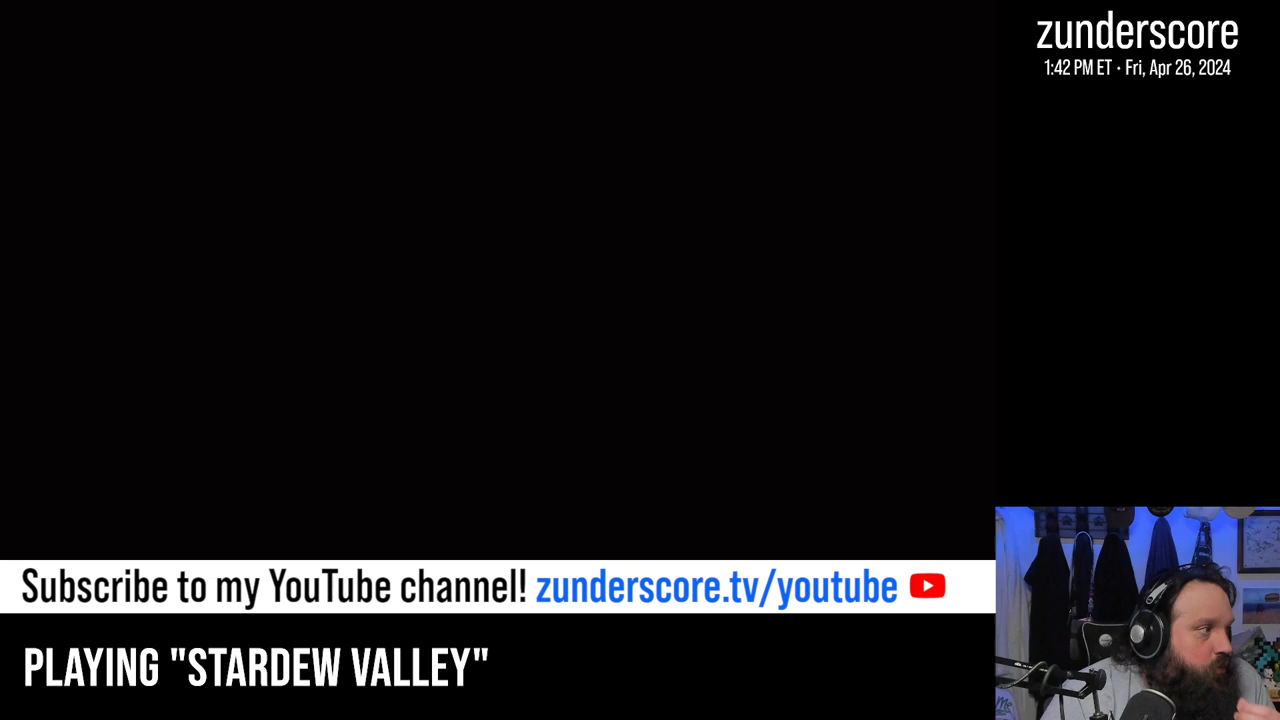 zunderscore
1:42 PM ET · Fri, Apr 26, 2024
Subscribe to my YouTube channel! zunderscore.tv/youtube
PLAYING "STARDEW VALLEY"